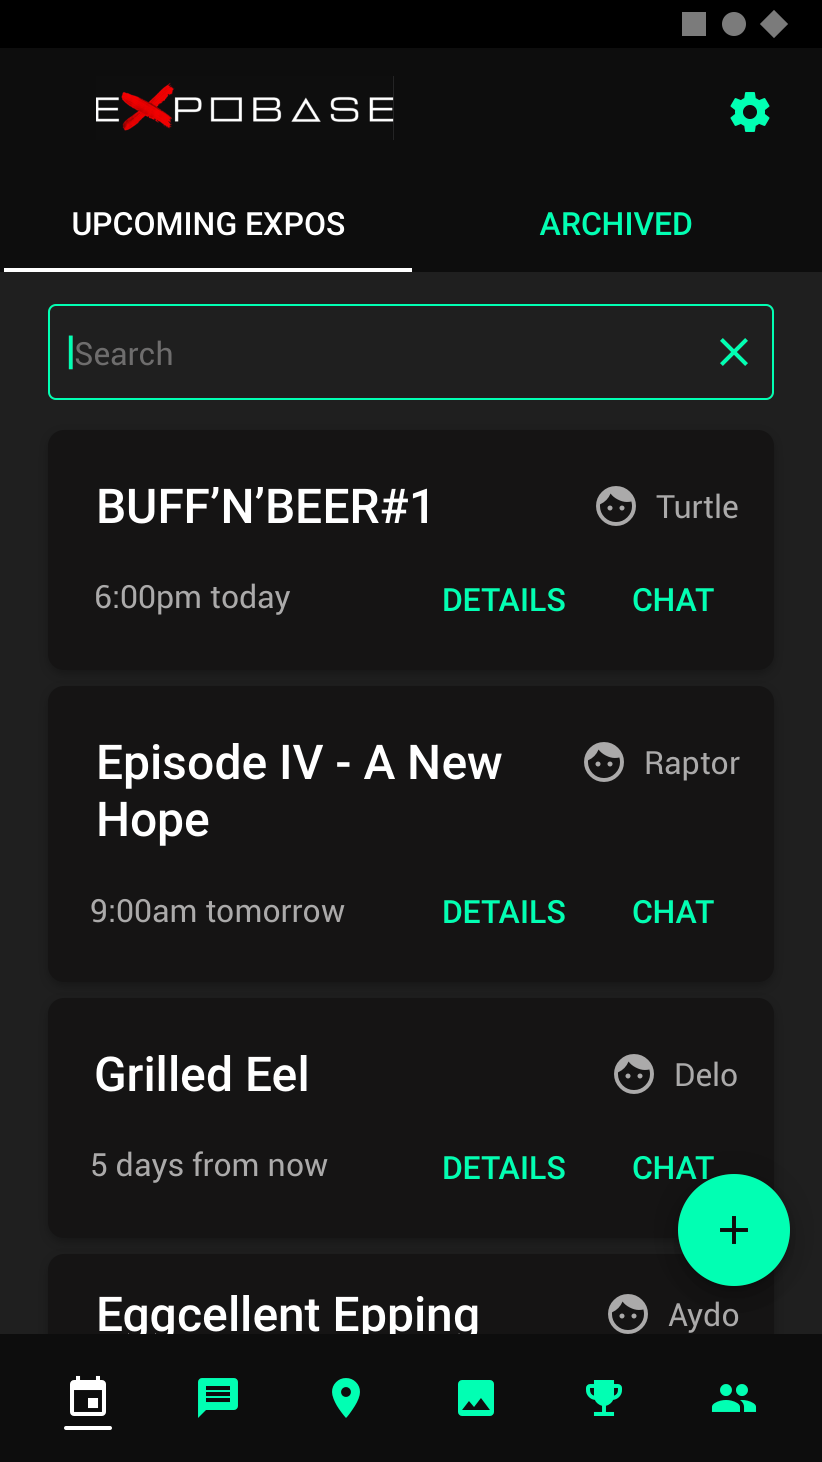 EXPOBASE
UPCOMING EXPOS
ARCHIVED
Search
BUFF’N’BEER#1
Turtle
6:00pm today
DETAILS
CHAT
Episode IV - A New
Hope
Raptor
9:00am tomorrow
DETAILS
CHAT
Grilled Eel
Delo
5 days from now
DETAILS
CHAT
Eggcellent Epping
Aydo